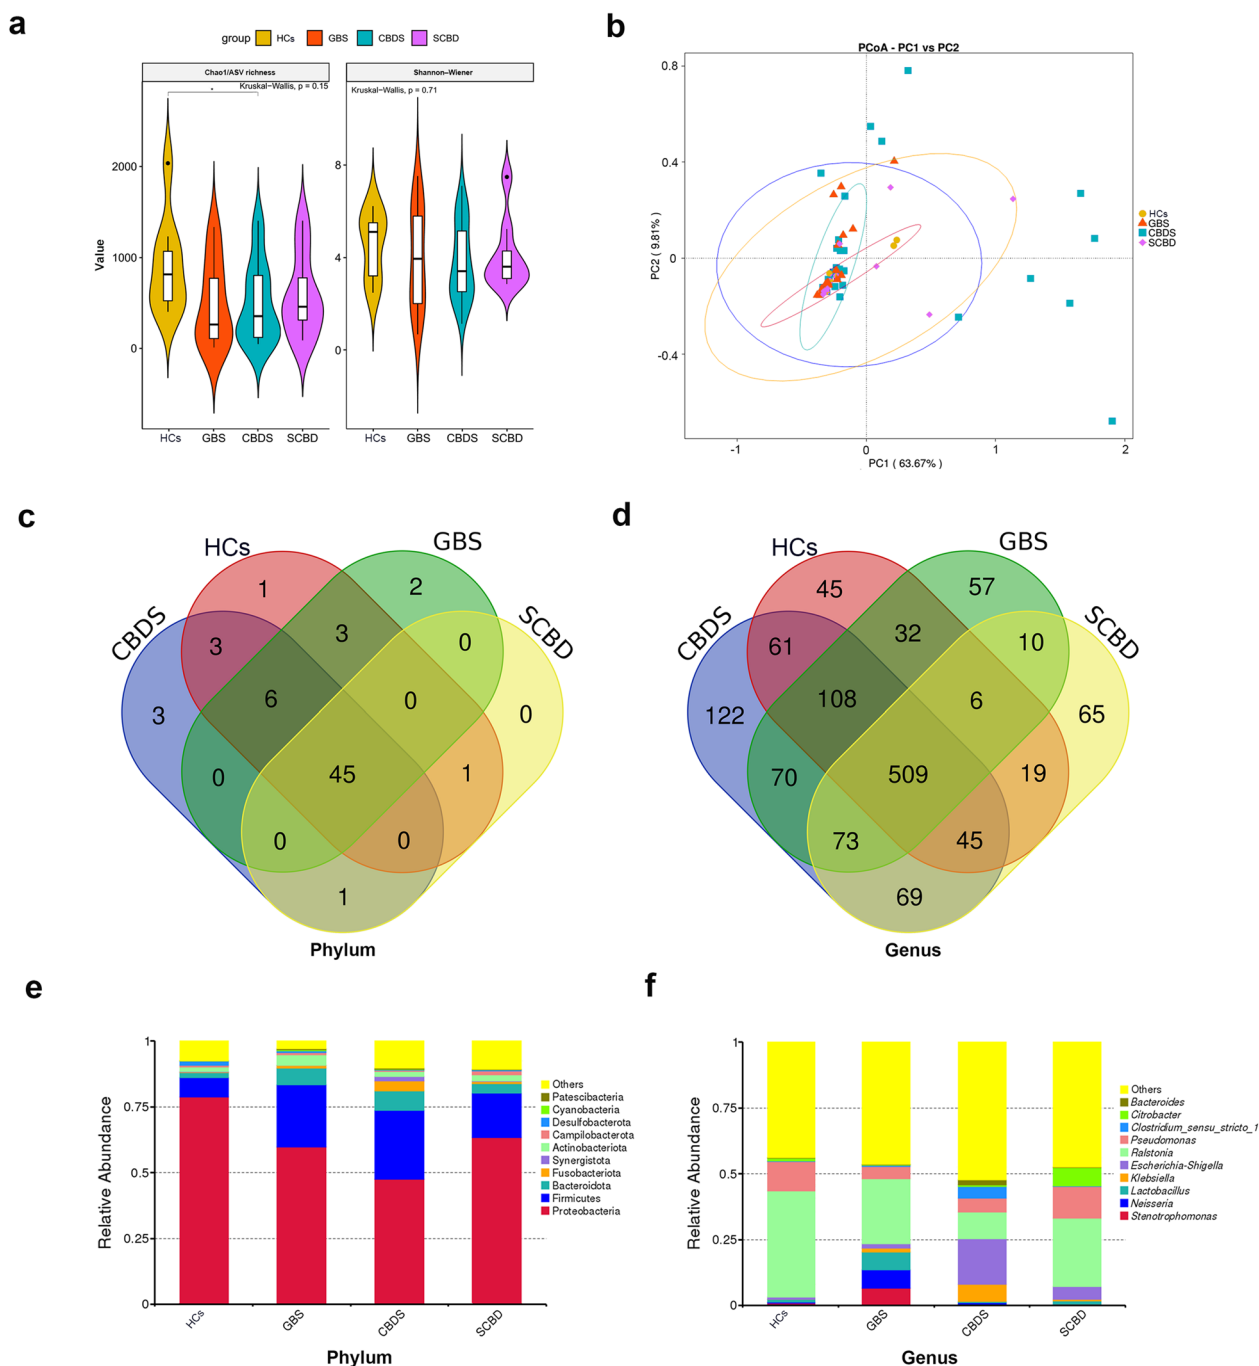 a
group HCs GBS CBDS SCBD
Chao1/ASV richness
Shannon-Wiener
Kruskal-Wallis, p = 0.15
Kruskal-Wallis, p = 0.71
Value
2000
1000
0
8
4
0
HCs GBS CBDS SCBD
HCs GBS CBDS SCBD
b
PCoA - PC1 vs PC2
PC2 ( 9.81%)
0.8
0.4
0
-0.4
-1 0 1 2
PC1 ( 63.67%)
HCs
GBS
CBDS
SCBD
c
HCs
GBS
CBDS
SCBD
1
2
3
3
0
3
6
0
0
0
45
1
0
0
1
Phylum
d
HCs
GBS
CBDS
SCBD
45
57
61
32
10
122
108
6
65
70
509
19
73
45
69
Genus
e
Relative Abundance
1
0.75
0.5
0.25
0
HCs GBS CBDS SCBD
Phylum
Others
Patescibacteria
Cyanobacteria
Desulfobacterota
Campilobacterota
Actinobacteriota
Synergistota
Fusobacteriota
Bacteroidota
Firmicutes
Proteobacteria
f
Relative Abundance
1
0.75
0.5
0.25
0
HCs GBS CBDS SCBD
Genus
Others
Bacteroides
Citrobacter
Clostridium_sensu_stricto_1
Pseudomonas
Ralstonia
Escherichia-Shigella
Klebsiella
Lactobacillus
Neisseria
Stenotrophomonas